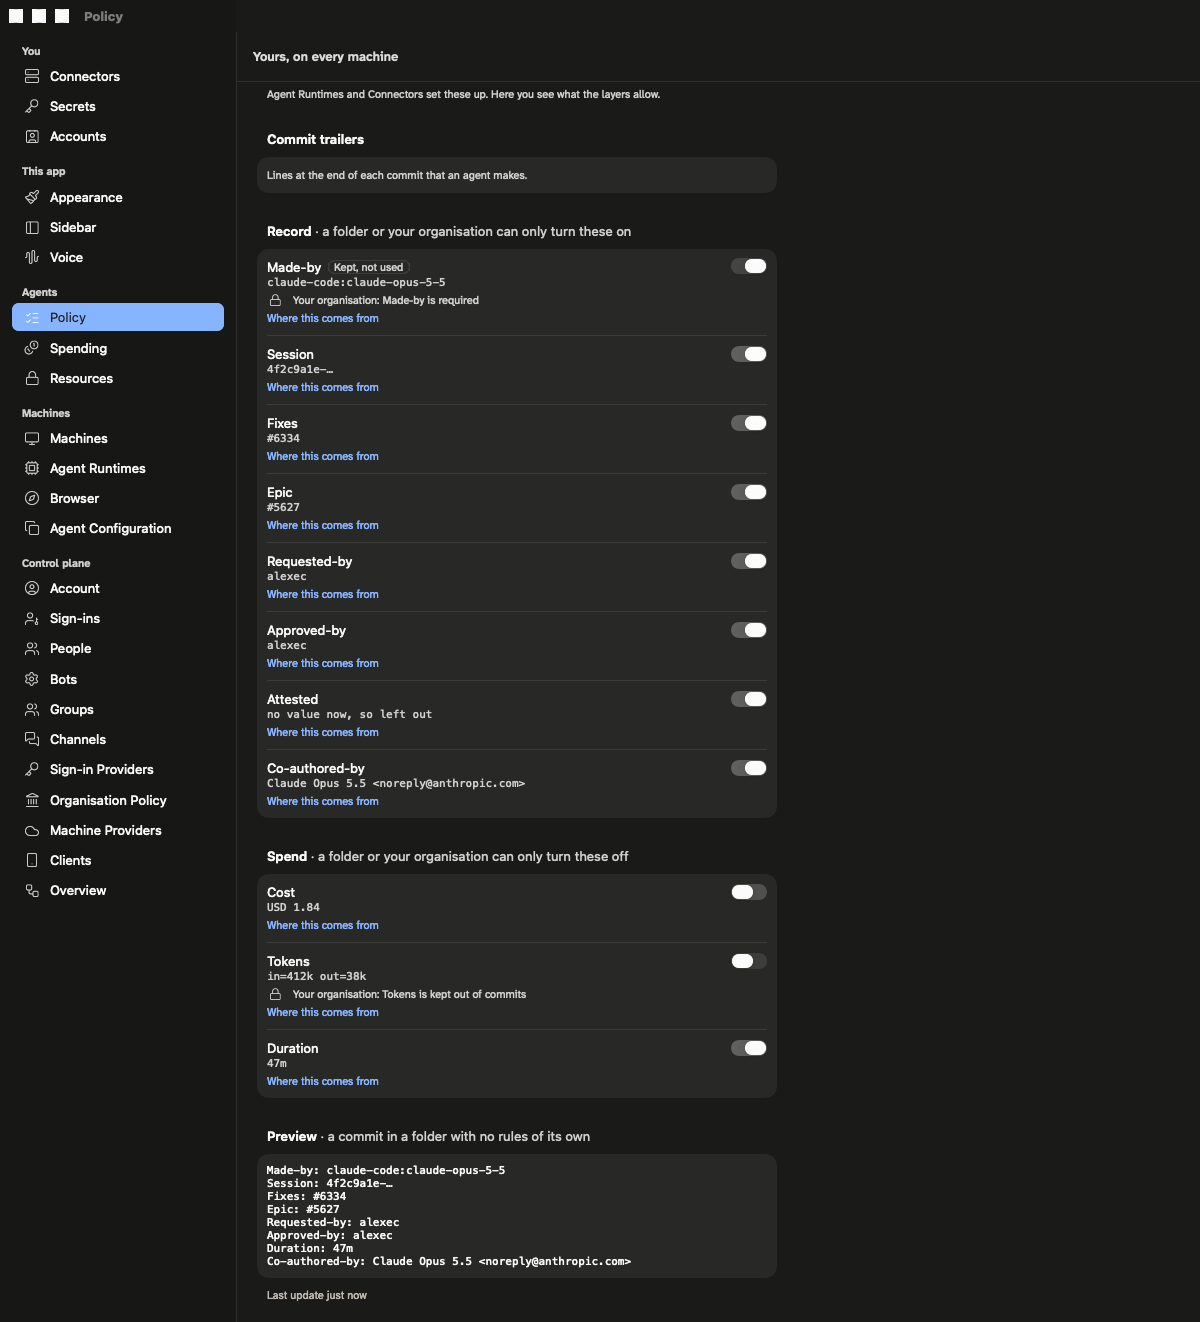 Policy
You
Connectors
Secrets
Accounts
This app
Appearance
Sidebar
Voice
Agents
Policy
Spending
Resources
Machines
Machines
Agent Runtimes
Browser
Agent Configuration
Control plane
Account
Sign-ins
People
Bots
Groups
Channels
Sign-in Providers
Organisation Policy
Machine Providers
Clients
Overview
Yours, on every machine
Agent Runtimes and Connectors set these up. Here you see what the layers allow.
Commit trailers
Lines at the end of each commit that an agent makes.
Record · a folder or your organisation can only turn these on
Made-by Kept, not used
claude-code:claude-opus-5-5
Your organisation: Made-by is required
Where this comes from
Session
4f2c9a1e-…
Where this comes from
Fixes
#6334
Where this comes from
Epic
#5627
Where this comes from
Requested-by
alexec
Where this comes from
Approved-by
alexec
Where this comes from
Attested
no value now, so left out
Where this comes from
Co-authored-by
Claude Opus 5.5 <noreply@anthropic.com>
Where this comes from
Spend · a folder or your organisation can only turn these off
Cost
USD 1.84
Where this comes from
Tokens
in=412k out=38k
Your organisation: Tokens is kept out of commits
Where this comes from
Duration
47m
Where this comes from
Preview · a commit in a folder with no rules of its own
Made-by: claude-code:claude-opus-5-5
Session: 4f2c9a1e-…
Fixes: #6334
Epic: #5627
Requested-by: alexec
Approved-by: alexec
Duration: 47m
Co-authored-by: Claude Opus 5.5 <noreply@anthropic.com>
Last update just now